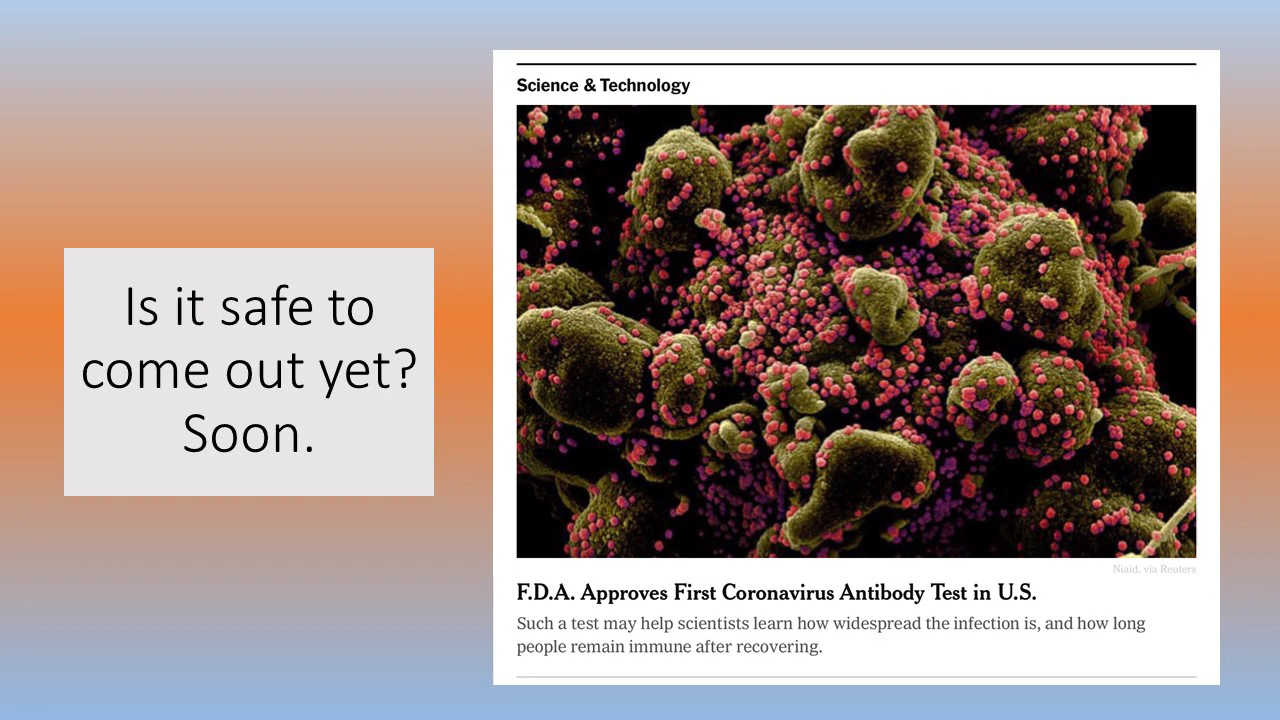 Is it safe to
come out yet?
Soon.
Science & Technology
Niaid, via Reuters
F.D.A. Approves First Coronavirus Antibody Test in U.S.
Such a test may help scientists learn how widespread the infection is, and how long
people remain immune after recovering.